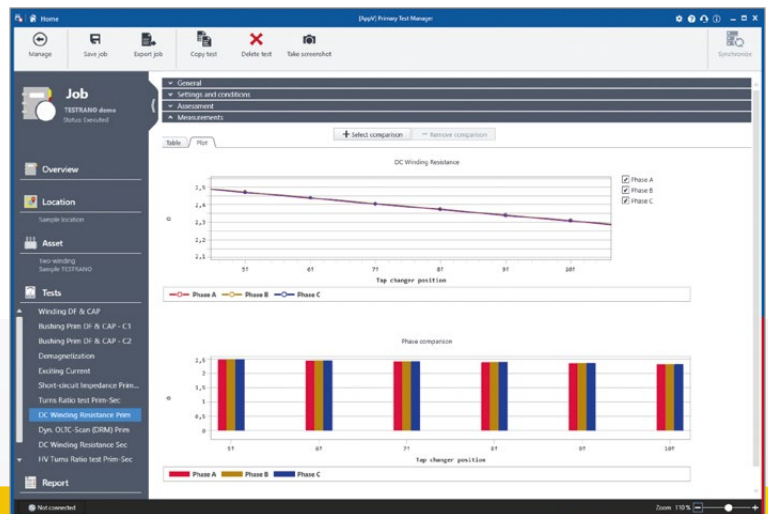 Home
[AppV] Primary Test Manager
Manage
Save job
Export job
Copy test
Delete test
Take screenshot
Synchronize
Job
TESTRANO demo
Status: Executed
General
Settings and conditions
Assessment
Measurements
Select comparison
Remove comparison
Table
Plot
Overview
Location
Sample location
Asset
Two-winding
Sample TESTRANO
Tests
Winding DF & CAP
Bushing Prim DF & CAP - C1
Bushing Prim DF & CAP - C2
Demagnetization
Exciting Current
Short-circuit Impedance Prim...
Turns Ratio test Prim-Sec
DC Winding Resistance Prim
Dyn. OLTC-Scan (DRM) Prim
DC Winding Resistance Sec
HV Turns Ratio test Prim-Sec
Report
DC Winding Resistance
Phase A
Phase B
Phase C
2,5
2,4
2,3
2,2
2,1
Ω
5↑ 6↑ 7↑ 8↑ 9↑ 10↑
Tap changer position
Phase A Phase B Phase C
Phase comparison
2,5
2
1,5
1
0,5
0
Ω
5↑ 6↑ 7↑ 8↑ 9↑ 10↑
Tap changer position
Phase A Phase B Phase C
Not connected
Zoom 110 %